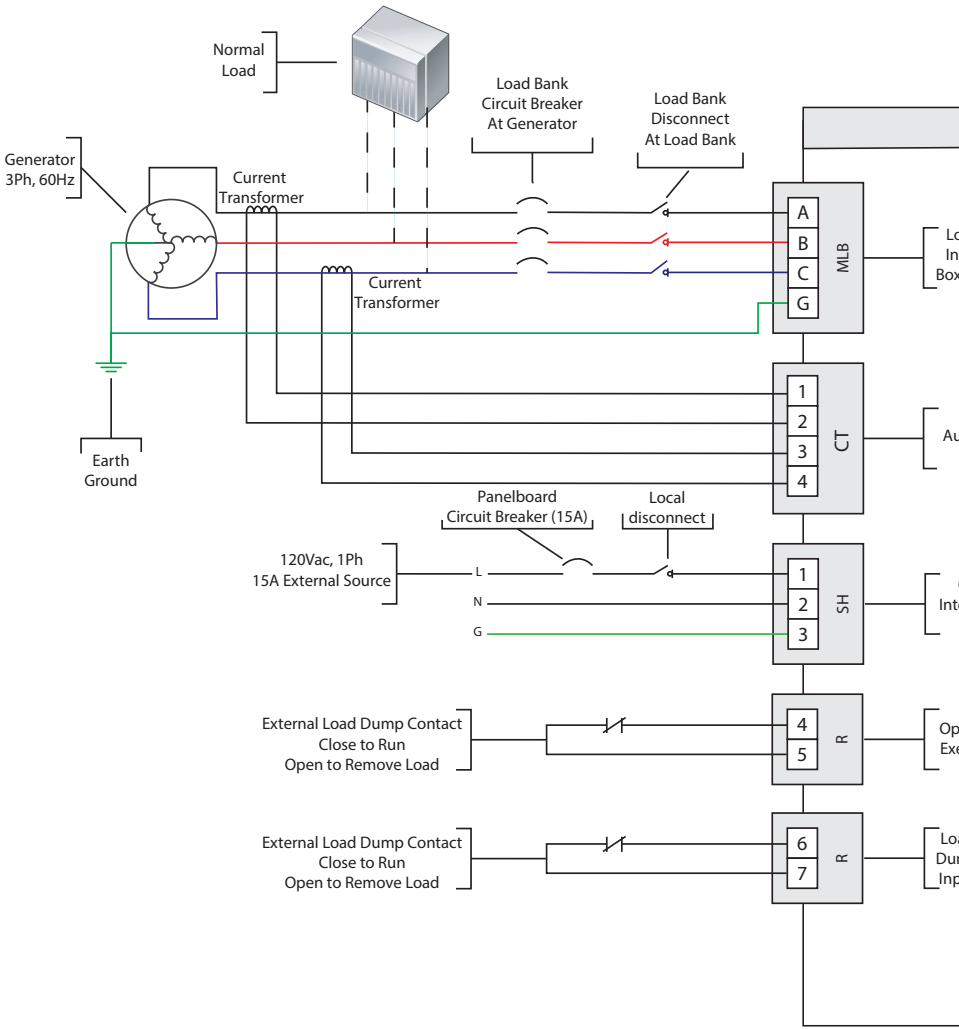 Normal
Load
Load Bank
Circuit Breaker
At Generator
Load Bank
Disconnect
At Load Bank
Generator
3Ph, 60Hz
Current
Transformer
Current
Transformer
A
B
C
G
MLB
Box
1
2
3
4
CT
Earth
Ground
Panelboard
Circuit Breaker (15A)
Local
disconnect
120Vac, 1Ph
15A External Source
L
N
G
1
2
3
SH
External Load Dump Contact
Close to Run
Open to Remove Load
4
5
R
External Load Dump Contact
Close to Run
Open to Remove Load
6
7
R